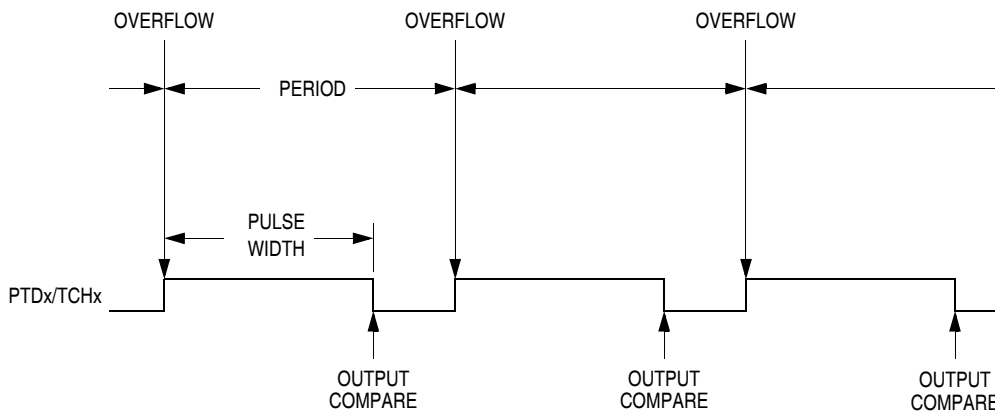 OVERFLOW
OVERFLOW
OVERFLOW
PERIOD
PULSE
WIDTH
PTDx/TCHx
OUTPUT
COMPARE
OUTPUT
COMPARE
OUTPUT
COMPARE